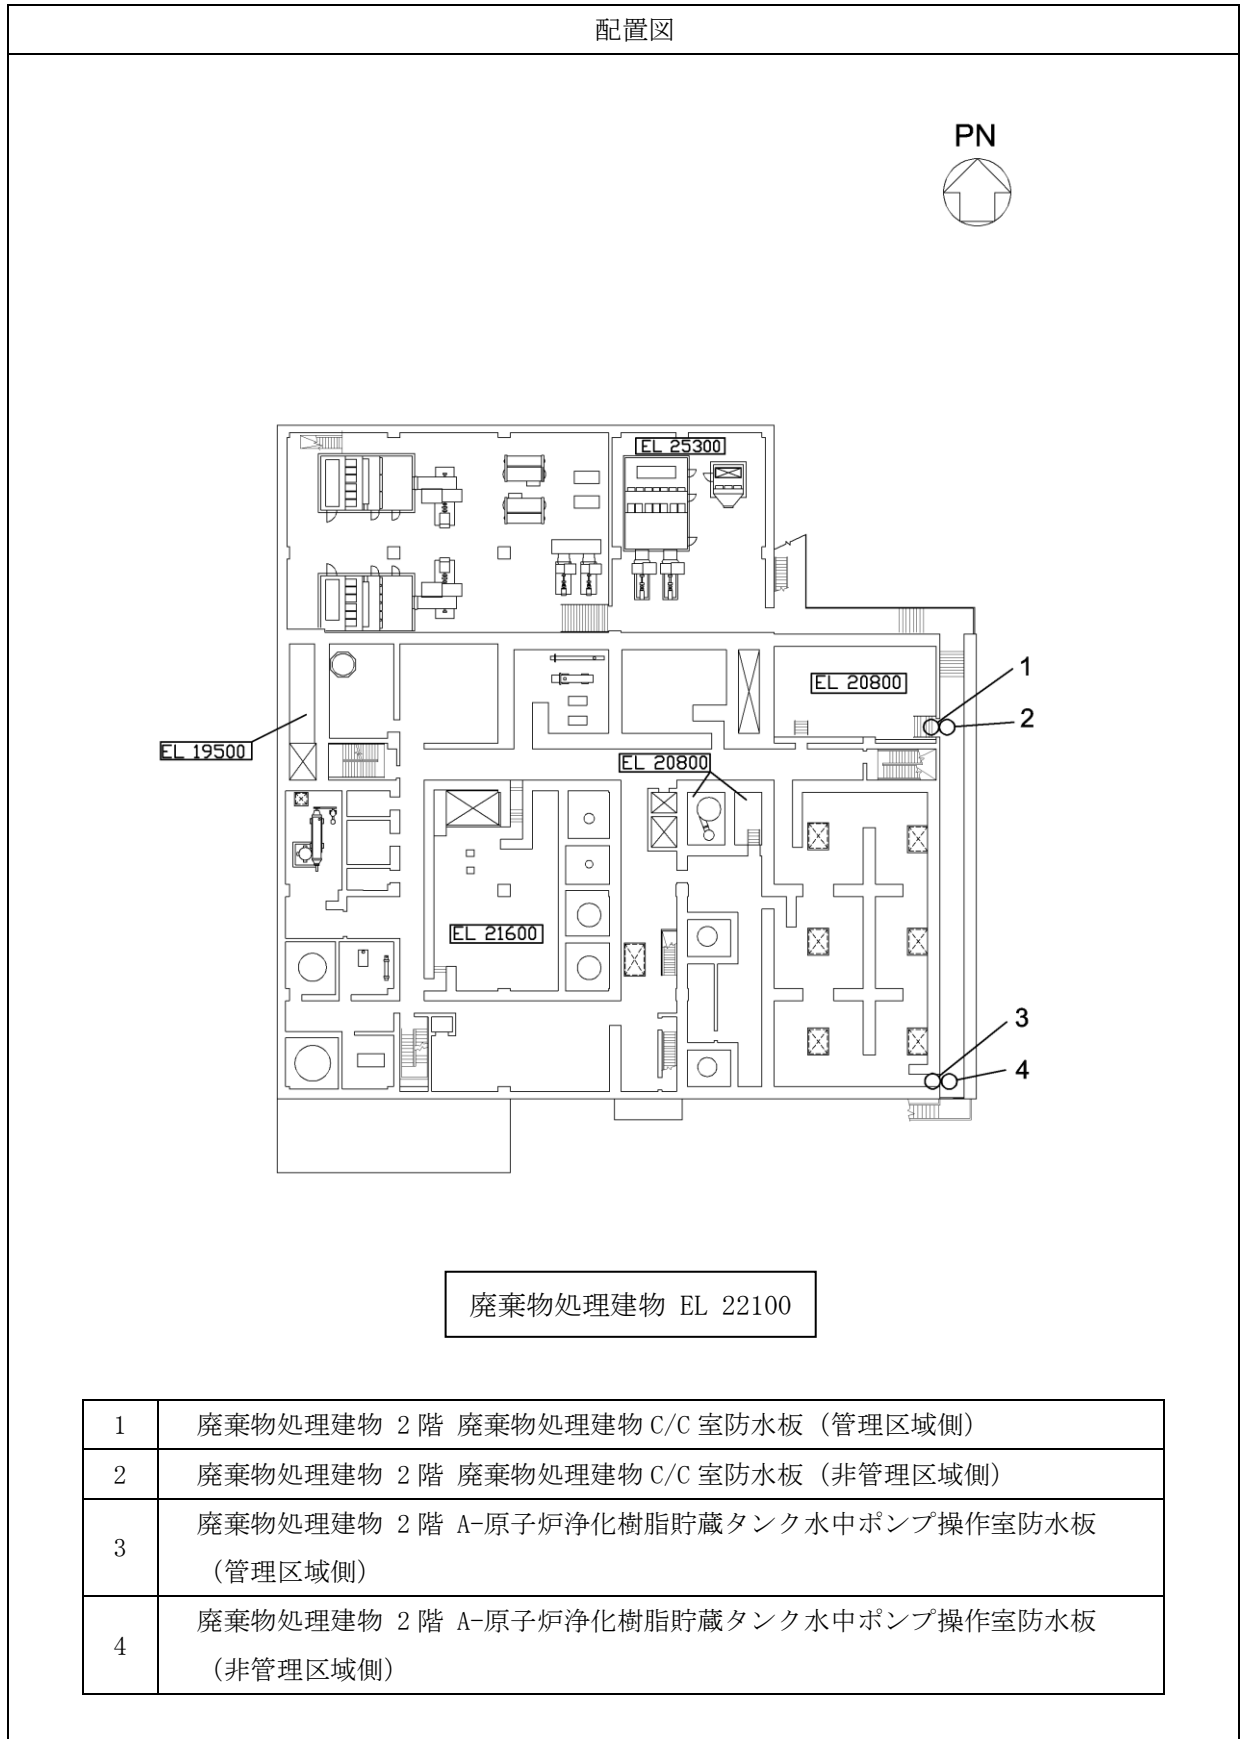 配置図
PN
EL 25300
EL 20800
1
2
EL 19500
EL 20800
EL 21600
3
4
廃棄物処理建物 EL 22100
1 廃棄物処理建物 2階 廃棄物処理建物 C/C 室防水板（管理区域側）
2 廃棄物処理建物 2階 廃棄物処理建物 C/C 室防水板（非管理区域側）
3 廃棄物処理建物 2階 A-原子炉浄化樹脂貯蔵タンク水中ポンプ操作室防水板
（管理区域側）
4 廃棄物処理建物 2階 A-原子炉浄化樹脂貯蔵タンク水中ポンプ操作室防水板
（非管理区域側）